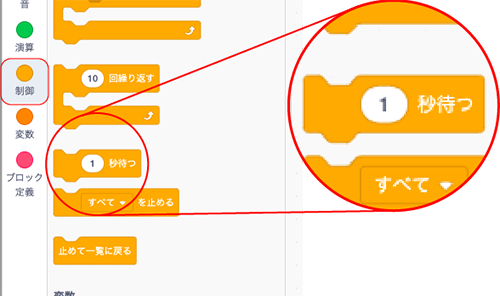 音
演算
制御
変数
ブロック
定義
10 回繰り返す
1 秒待つ
すべて を止める
止めて一覧に戻る
変数
1 秒待つ
すべて